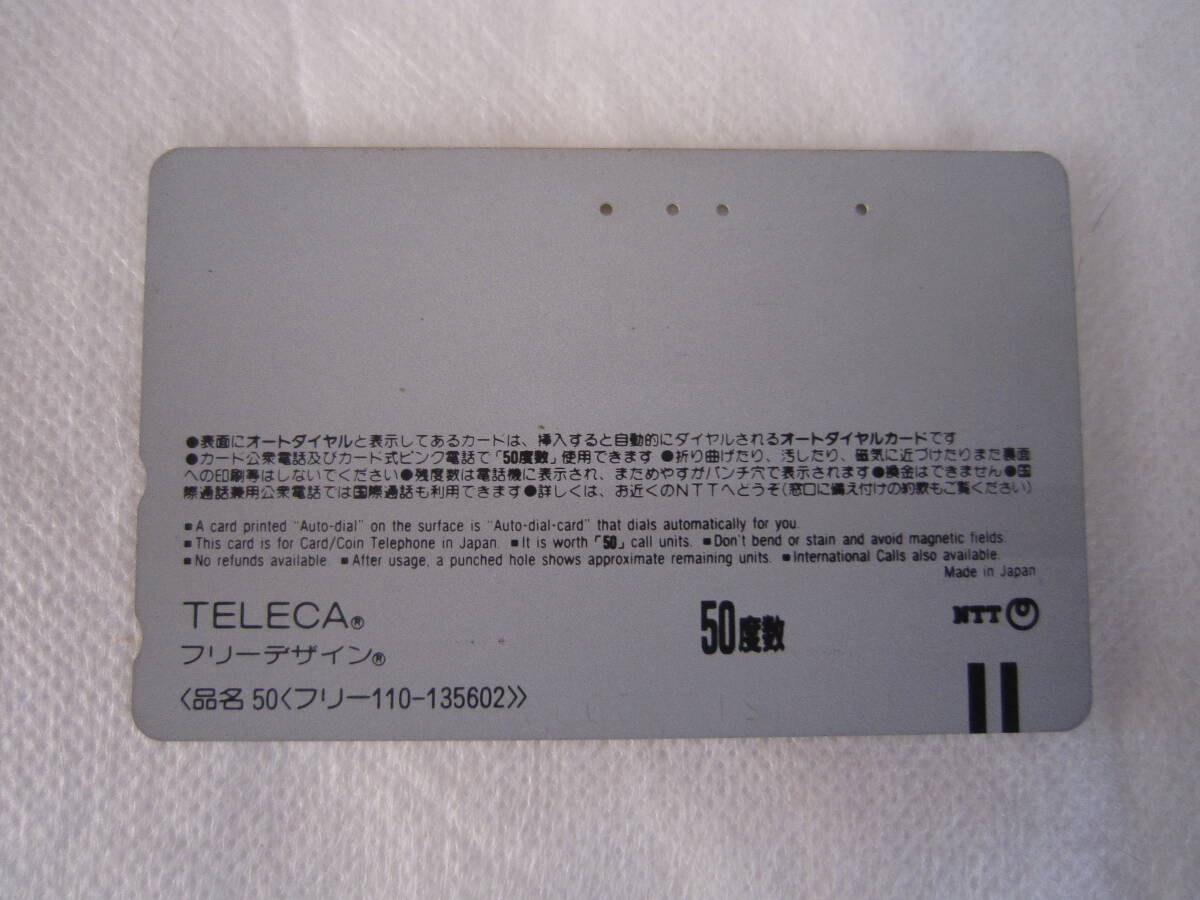 ●表面にオートダイヤルと表示してあるカードは、挿入すると自動的にダイヤルされるオートダイヤルカードです
●カード公衆電話及びカード式ピンク電話で「50度数」使用できます ●折り曲げたり、汚したり、磁気に近づけたりまた裏面
への印刷等はしないでください ●残度数は電話機に表示され、まためやすがパンチ穴で表示されます ●換金はできません ●国
際通話兼用公衆電話では国際通話も利用できます ●詳しくは、お近くのNTTへどうぞ(窓口に備え付けの約款もご覧ください)
■A card printed "Auto-dial" on the surface is "Auto-dial-card" that dials automatically for you.
■This card is for Card/Coin Telephone in Japan. ■It is worth「50」call units. ■Don't bend or stain and avoid magnetic fields.
■No refunds available. ■After usage, a punched hole shows approximate remaining units. ■International Calls also available.
Made in Japan
TELECA®
50度数
NTT
フリーデザイン®
〈品名 50〈フリー110-135602〉〉